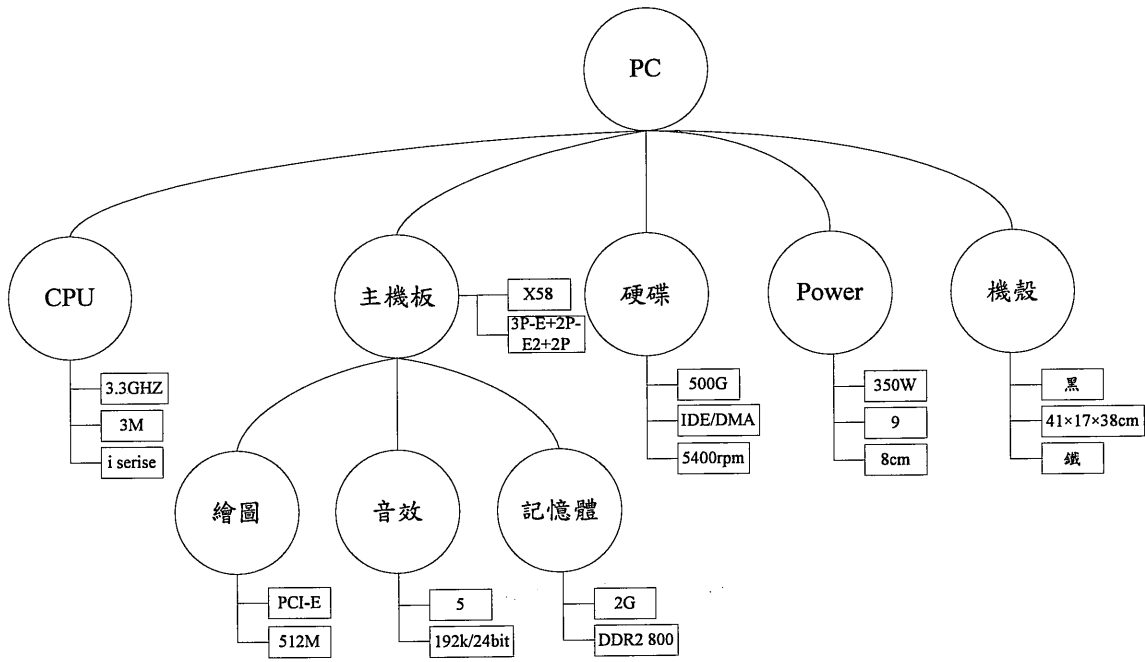 PC
CPU
主機板
硬碟
Power
機殼
X58
3P-E+2P-
E2+2P
3.3GHZ
3M
i serise
500G
IDE/DMA
5400rpm
350W
9
8cm
黑
41×17×38cm
鐵
繪圖
音效
記憶體
PCI-E
512M
5
192k/24bit
2G
DDR2 800